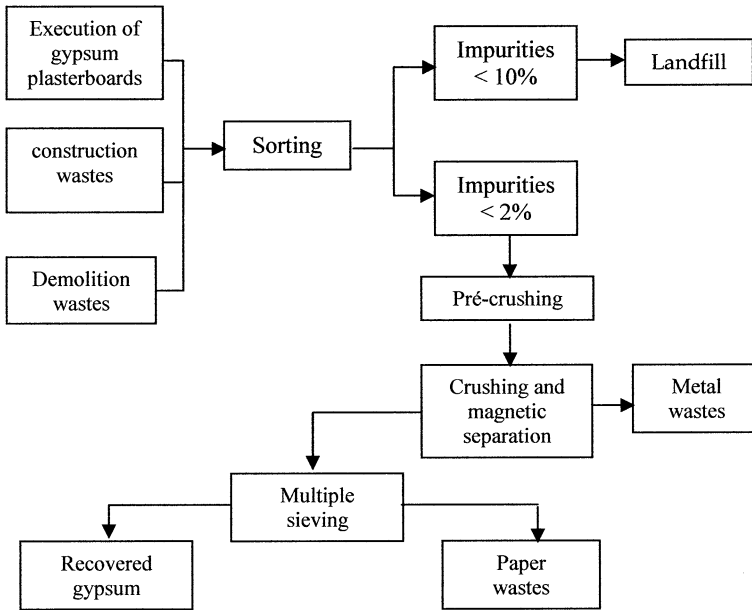 Execution of
gypsum
plasterboards
construction
wastes
Demolition
wastes
Sorting
Impurities
< 10%
Landfill
Impurities
< 2%
Pré-crushing
Crushing and
magnetic
separation
Metal
wastes
Multiple
sieving
Recovered
gypsum
Paper
wastes